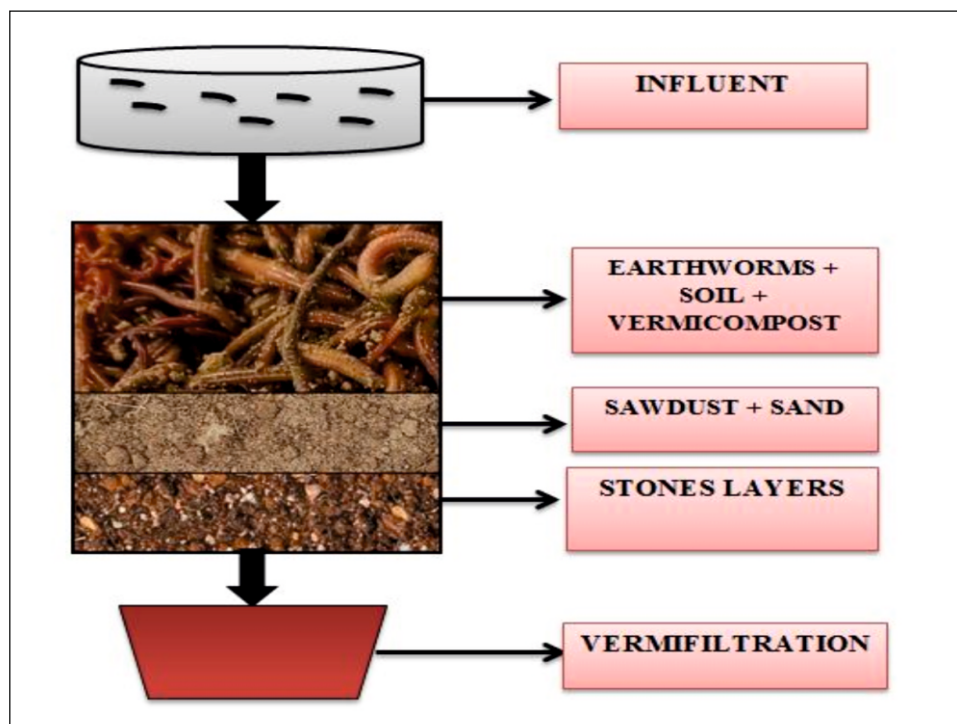 INFLUENT
EARTHWORMS +
SOIL +
VERMICOMPOST
SAWDUST + SAND
STONES LAYERS
VERMIFILTRATION